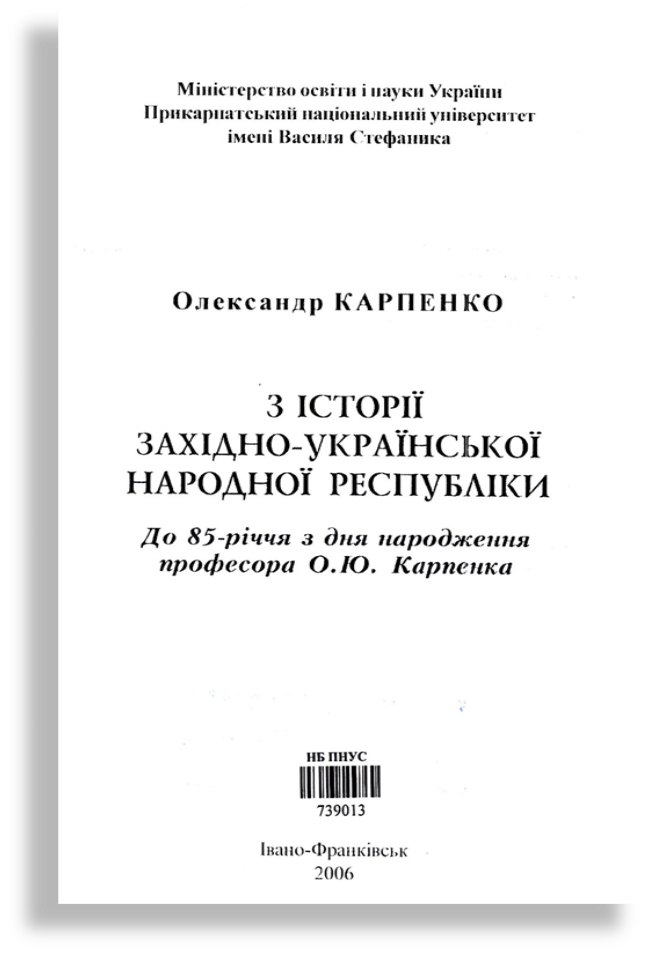 Міністерство освіти і науки України
Прикарпатський національний університет
імені Василя Стефаника
Олександр КАРПЕНКО
З ІСТОРІЇ
ЗАХІДНО-УКРАЇНСЬКОЇ
НАРОДНОЇ РЕСПУБЛІКИ
До 85-річчя з дня народження
професора О.Ю. Карпенка
НБ ПНУС
739013
Івано-Франківськ
2006